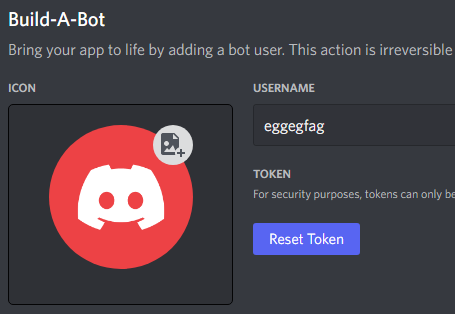 Build-A-Bot
Bring your app to life by adding a bot user. This action is irreversible
ICON
USERNAME
eggegfag
TOKEN
For security purposes, tokens can only be
Reset Token